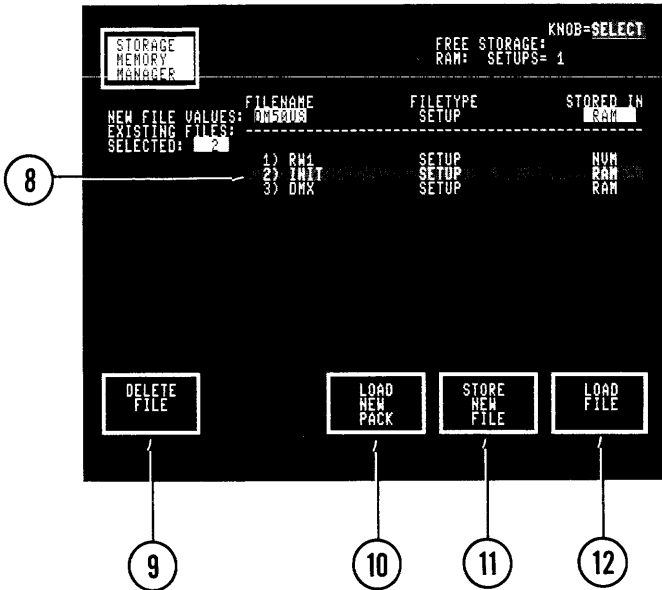 KNOB=SELECT
STORAGE
MEMORY
MANAGER
FREE STORAGE:
RAM: SETUPS= 1
FILENAME FILETYPE STORED IN
NEW FILE VALUES: DM50US SETUP RAM
EXISTING FILES:
SELECTED: 2
1) RW1 SETUP NVM
2) INIT SETUP RAM
3) DMX SETUP RAM
8
DELETE
FILE
LOAD
NEW
PACK
STORE
NEW
FILE
LOAD
FILE
9 10 11 12